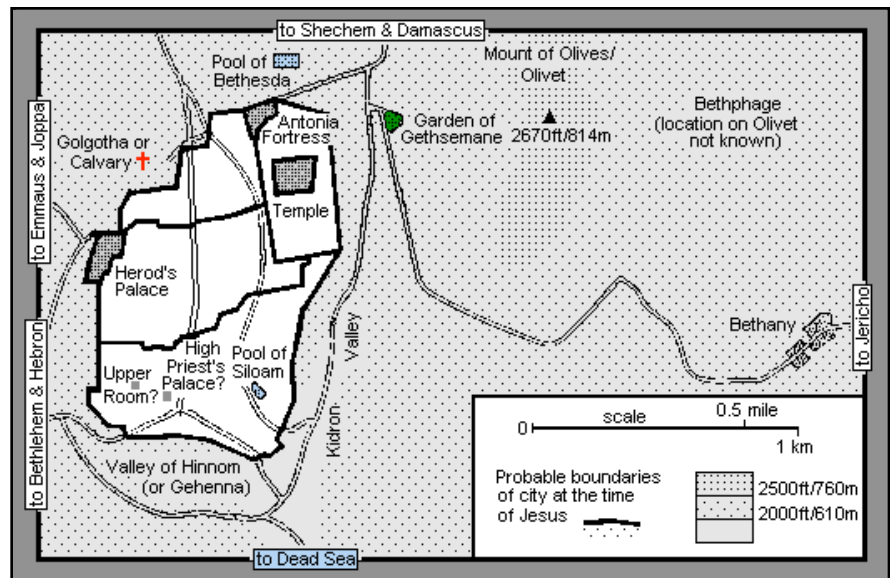 to Shechem & Damascus
Pool of
Bethesda
Mount of Olives/
Olivet
2670ft/814m
Bethphage
(location on Olivet
not known)
Garden of
Gethsemane
Antonia
Fortress
Golgotha or
Calvary
to Emmaus & Joppa
Temple
Herod's
Palace
High
Priest's
Palace?
Pool of
Siloam
Upper
Room?
Kidron
Valley
Bethany
to Jericho
to Bethlehem & Hebron
Valley of Hinnom
(or Gehenna)
to Dead Sea
scale
0.5 mile
0
1 km
Probable boundaries
of city at the time
of Jesus
2500ft/760m
2000ft/610m